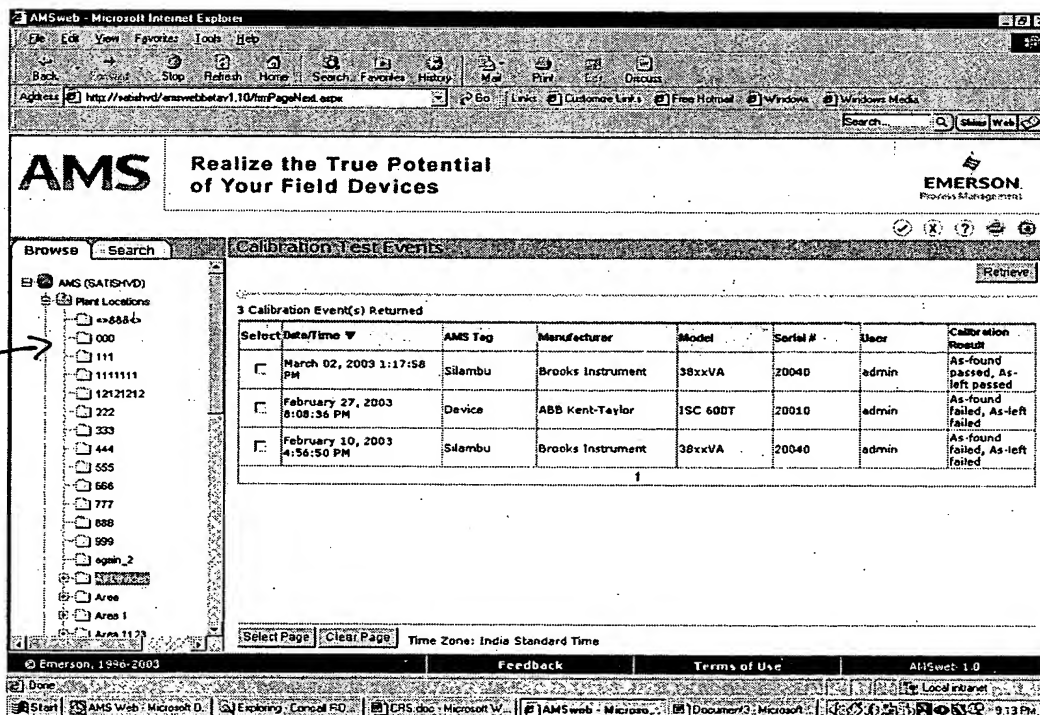 AMSweb - Microsoft Internet Explorer
File Edit View Favorites Tools Help
Back Forward Stop Refresh Home Search Favorites History Mail Print Edit Discuss
Address http://satishvd/amswebbetav1.10/frmPageNext.aspx Go Links Customize Links Free Hotmail Windows Windows Media
Search... Web
AMS
Realize the True Potential
of Your Field Devices
EMERSON
Process Management
Browse Search
Calibration Test Events
Retrieve
AMS (SATISHVD)
Plant Locations
000
111
1111111
12121212
222
333
444
555
666
777
888
999
again_2
Area
Area 1
Area 1123
3 Calibration Event(s) Returned
Select Date/Time ▼ AMS Tag Manufacturer Model Serial # User Calibration Result
March 02, 2003 1:17:58 PM Silambu Brooks Instrument 38xxVA 20040 admin As-found passed, As-left passed
February 27, 2003 8:08:36 PM Device ABB Kent-Taylor ISC 600T 20010 admin As-found failed, As-left failed
February 10, 2003 4:56:50 PM Silambu Brooks Instrument 38xxVA 20040 admin As-found failed, As-left failed
1
Select Page Clear Page Time Zone: India Standard Time
© Emerson, 1996-2003 Feedback Terms of Use AMSweb 1.0
Done Local intranet
Start AMS Web - Microsoft D... Exploring - Concall RO... CRS.doc - Microsoft W... AMSweb - Micros... Document3 - Microsoft 9:13 PM